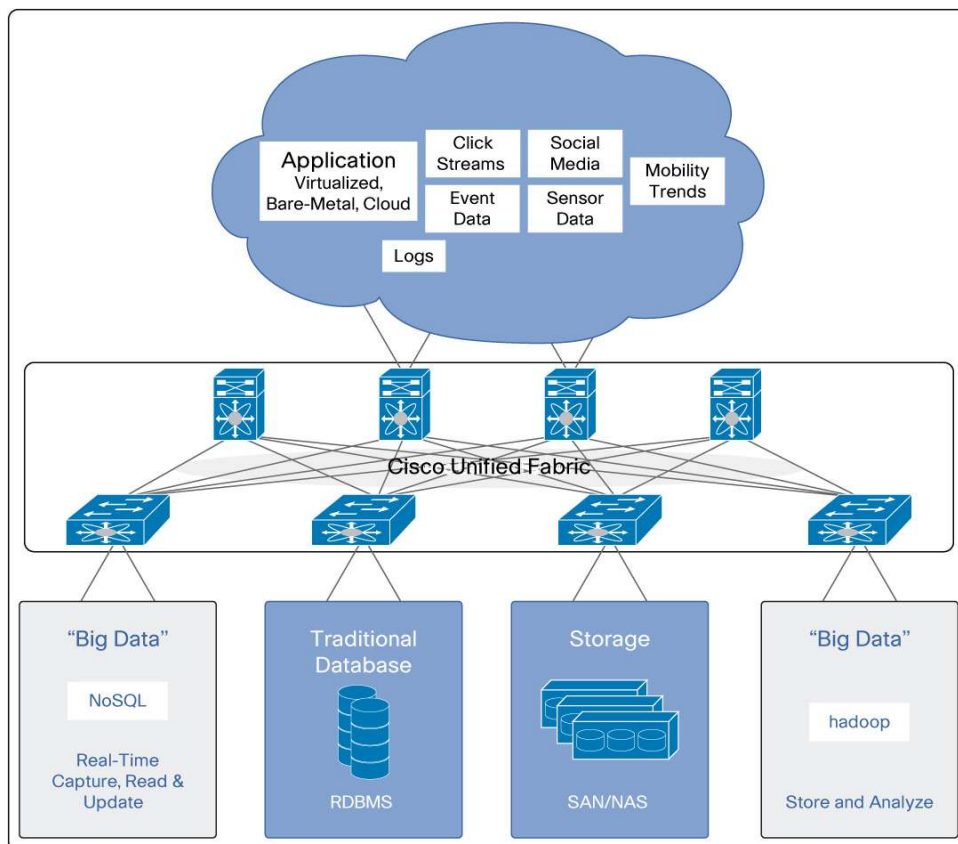 Application
Virtualized,
Bare-Metal, Cloud
Click
Streams
Social
Media
Mobility
Trends
Event
Data
Sensor
Data
Logs
Cisco Unified Fabric
“Big Data”
NoSQL
Real-Time
Capture, Read &
Update
Traditional
Database
RDBMS
Storage
SAN/NAS
“Big Data”
hadoop
Store and Analyze